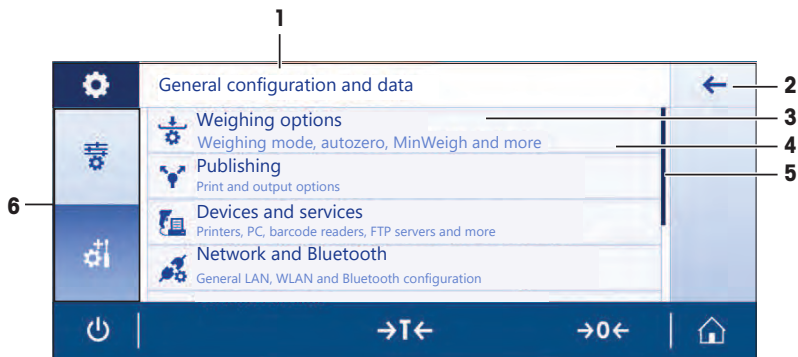 1
General configuration and data
2
Weighing options
3
Weighing mode, autozero, MinWeigh and more
4
Publishing
5
Print and output options
6
Devices and services
Printers, PC, barcode readers, FTP servers and more
Network and Bluetooth
General LAN, WLAN and Bluetooth configuration
→T←
→0←